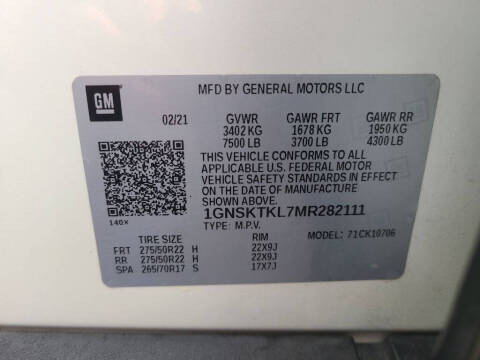 GM
MFD BY GENERAL MOTORS LLC
02/21 GVWR GAWR FRT GAWR RR
3402 KG 1678 KG 1950 KG
7500 LB 3700 LB 4300 LB
THIS VEHICLE CONFORMS TO ALL
APPLICABLE U.S. FEDERAL MOTOR
VEHICLE SAFETY STANDARDS IN EFFECT
ON THE DATE OF MANUFACTURE
SHOWN ABOVE.
1GNSKTKL7MR282111
140X
TYPE: M.P.V. MODEL: 71CK10706
TIRE SIZE RIM
FRT 275/50R22 H 22X9J
RR 275/50R22 H 22X9J
SPA 265/70R17 S 17X7J